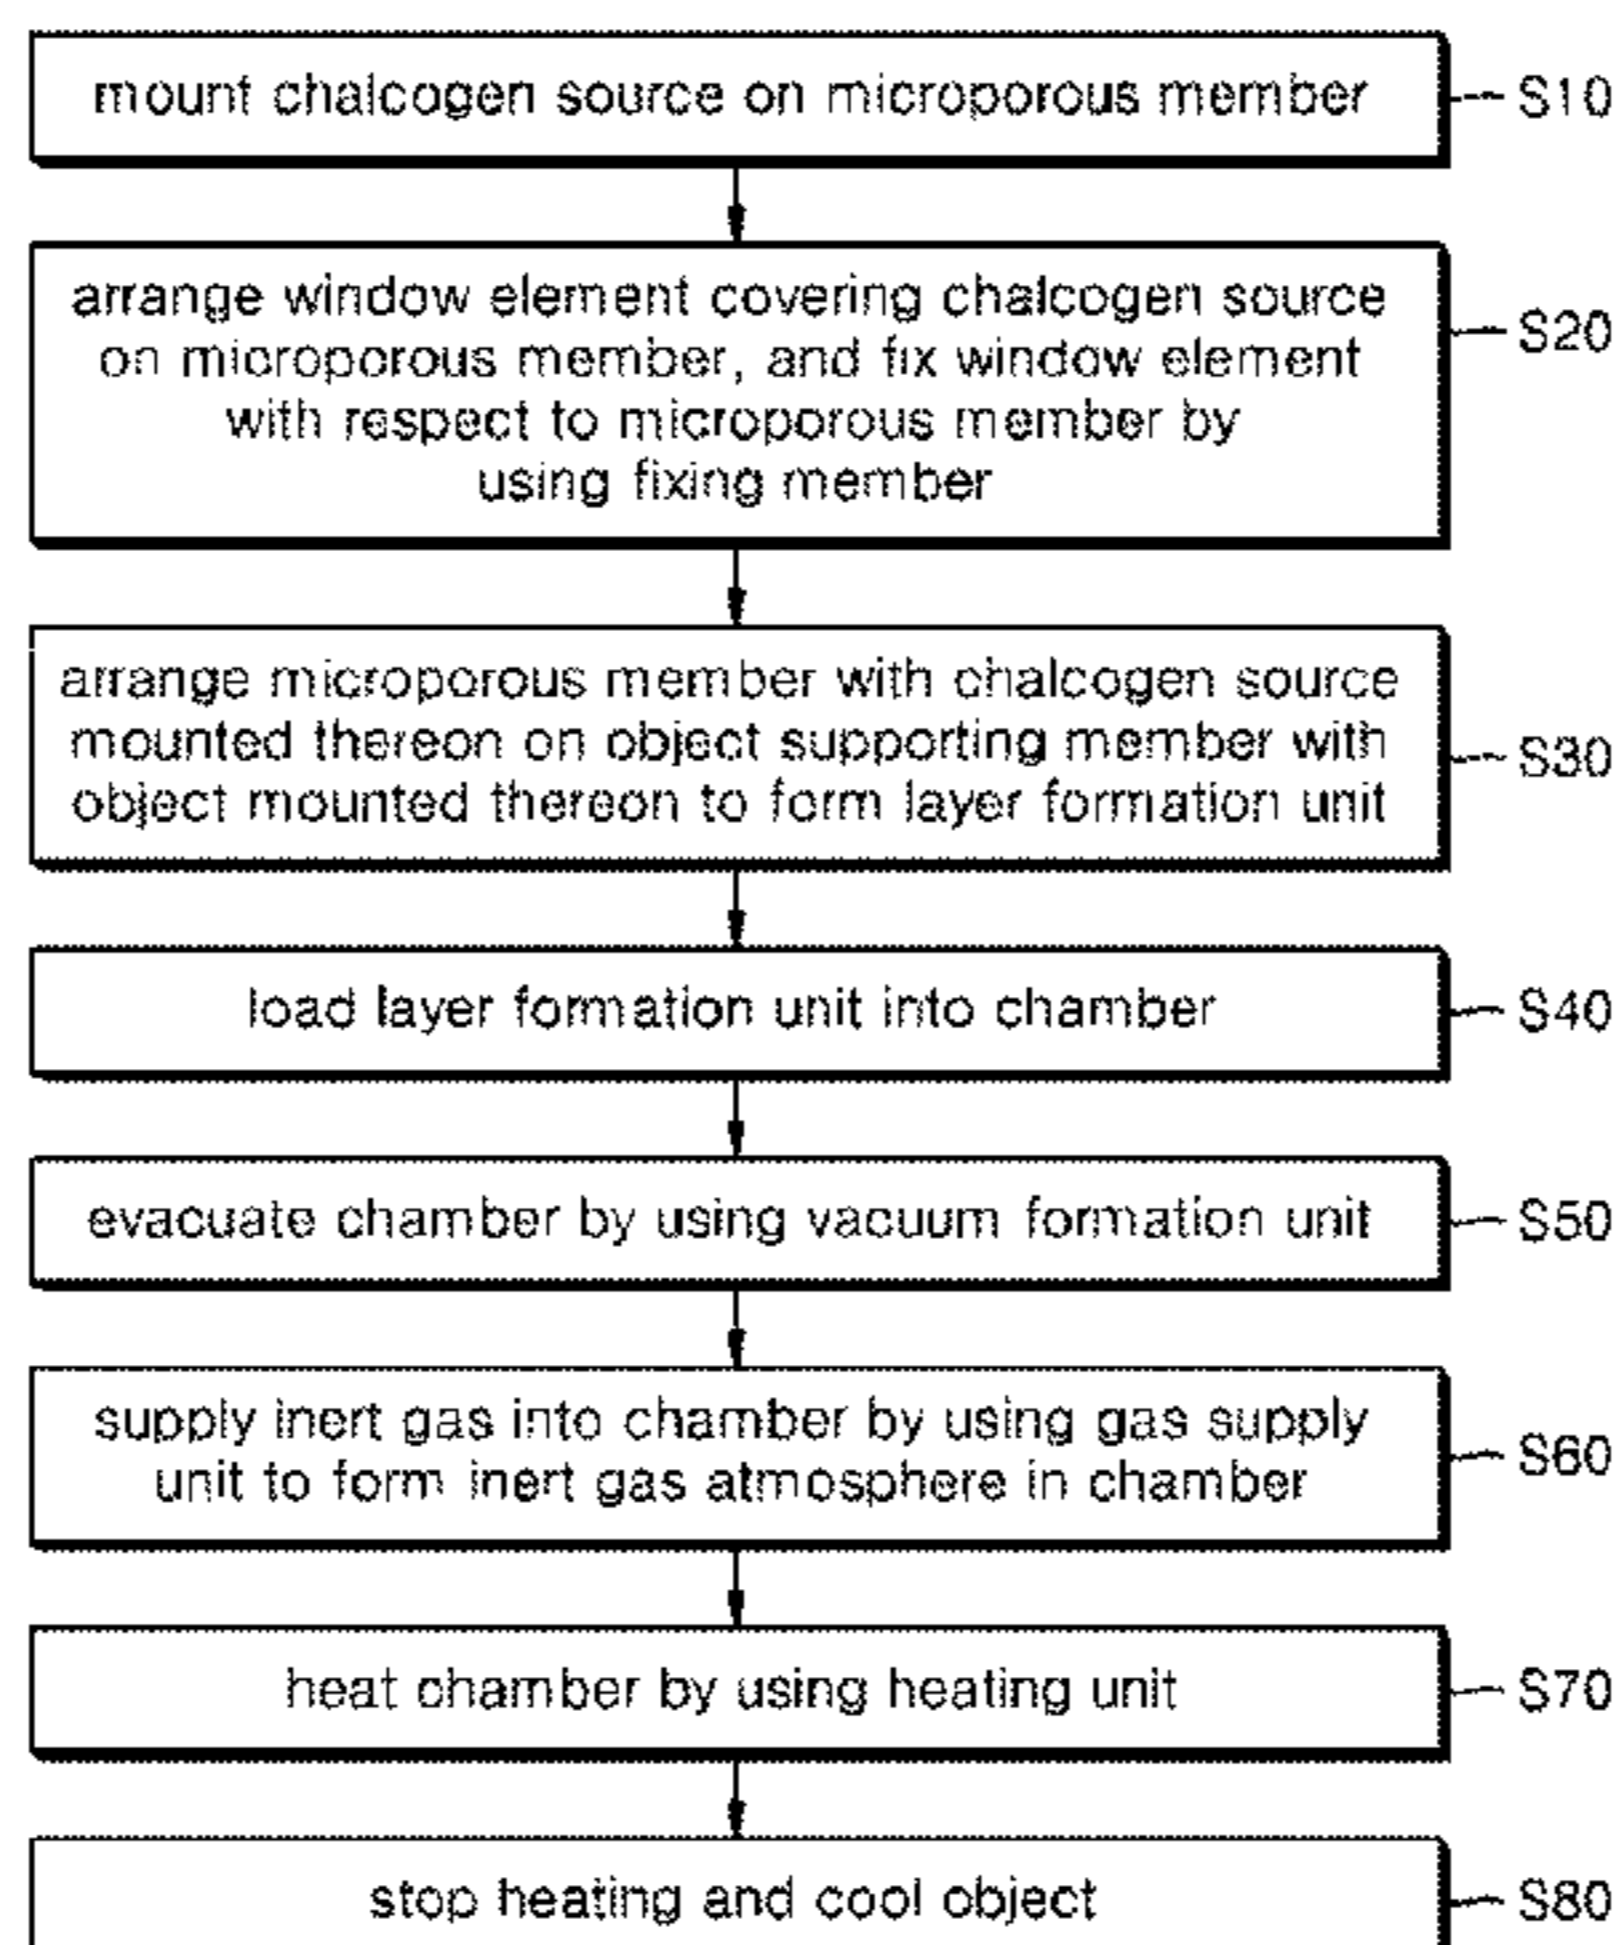 mount chalcogen source on microporous member
S10
arrange window element covering chalcogen source
on microporous member, and fix window element
with respect to microporous member by
using fixing member
S20
arrange microporous member with chalcogen source
mounted thereon on object supporting member with
object mounted thereon to form layer formation unit
S30
load layer formation unit into chamber
S40
evacuate chamber by using vacuum formation unit
S50
supply inert gas into chamber by using gas supply
unit to form inert gas atmosphere in chamber
S60
heat chamber by using heating unit
S70
stop heating and cool object
S80